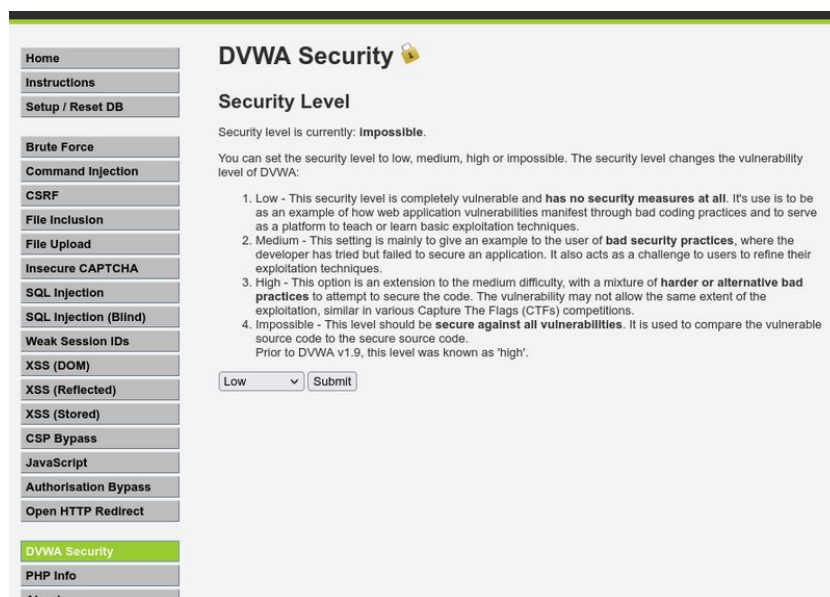 Home
Instructions
Setup / Reset DB
Brute Force
Command Injection
CSRF
File Inclusion
File Upload
Insecure CAPTCHA
SQL Injection
SQL Injection (Blind)
Weak Session IDs
XSS (DOM)
XSS (Reflected)
XSS (Stored)
CSP Bypass
JavaScript
Authorisation Bypass
Open HTTP Redirect
DVWA Security
PHP Info
DVWA Security
Security Level
Security level is currently: impossible.
You can set the security level to low, medium, high or impossible. The security level changes the vulnerability
level of DVWA:
1. Low - This security level is completely vulnerable and has no security measures at all. It's use is to be
as an example of how web application vulnerabilities manifest through bad coding practices and to serve
as a platform to teach or learn basic exploitation techniques.
2. Medium - This setting is mainly to give an example to the user of bad security practices, where the
developer has tried but failed to secure an application. It also acts as a challenge to users to refine their
exploitation techniques.
3. High - This option is an extension to the medium difficulty, with a mixture of harder or alternative bad
practices to attempt to secure the code. The vulnerability may not allow the same extent of the
exploitation, similar in various Capture The Flags (CTFs) competitions.
4. Impossible - This level should be secure against all vulnerabilities. It is used to compare the vulnerable
source code to the secure source code.
Prior to DVWA v1.9, this level was known as 'high'.
Low
Submit